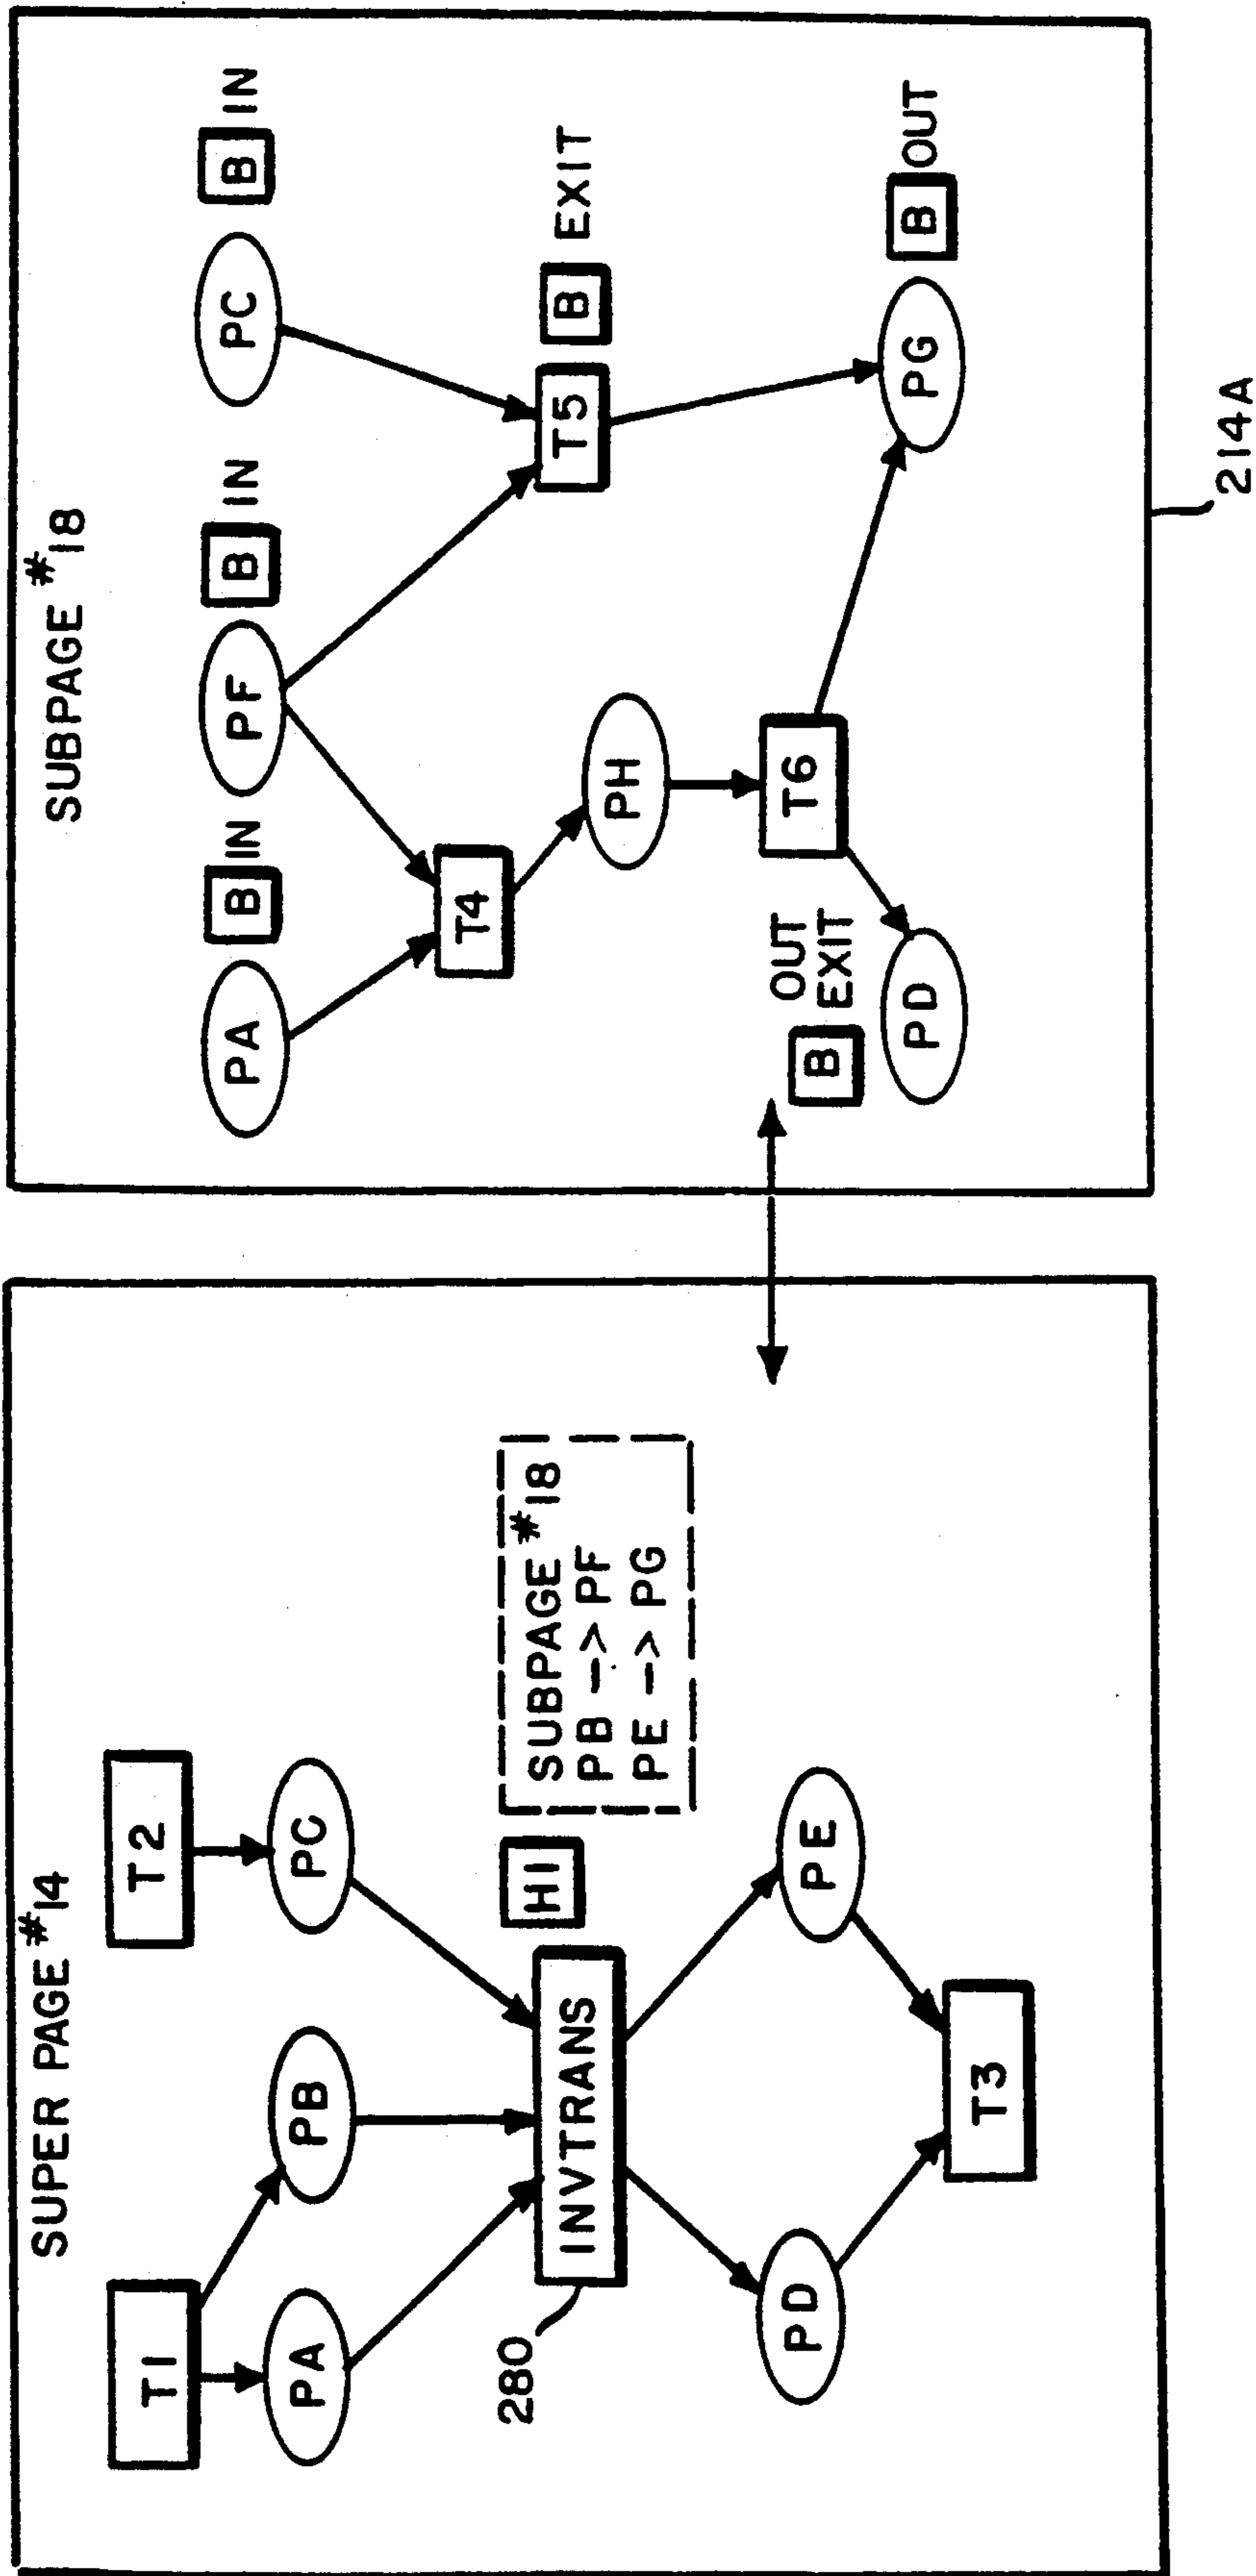 SUPER PAGE #14
T1
T2
PA
PB
PC
280
INVTRANS
HI
SUBPAGE #18
PB —> PF
PE —> PG
PD
PE
T3
SUBPAGE #18
PA
B IN
PF
B IN
PC
B IN
T4
T5
B EXIT
PH
T6
B OUT
EXIT
PD
PG
B OUT
214A